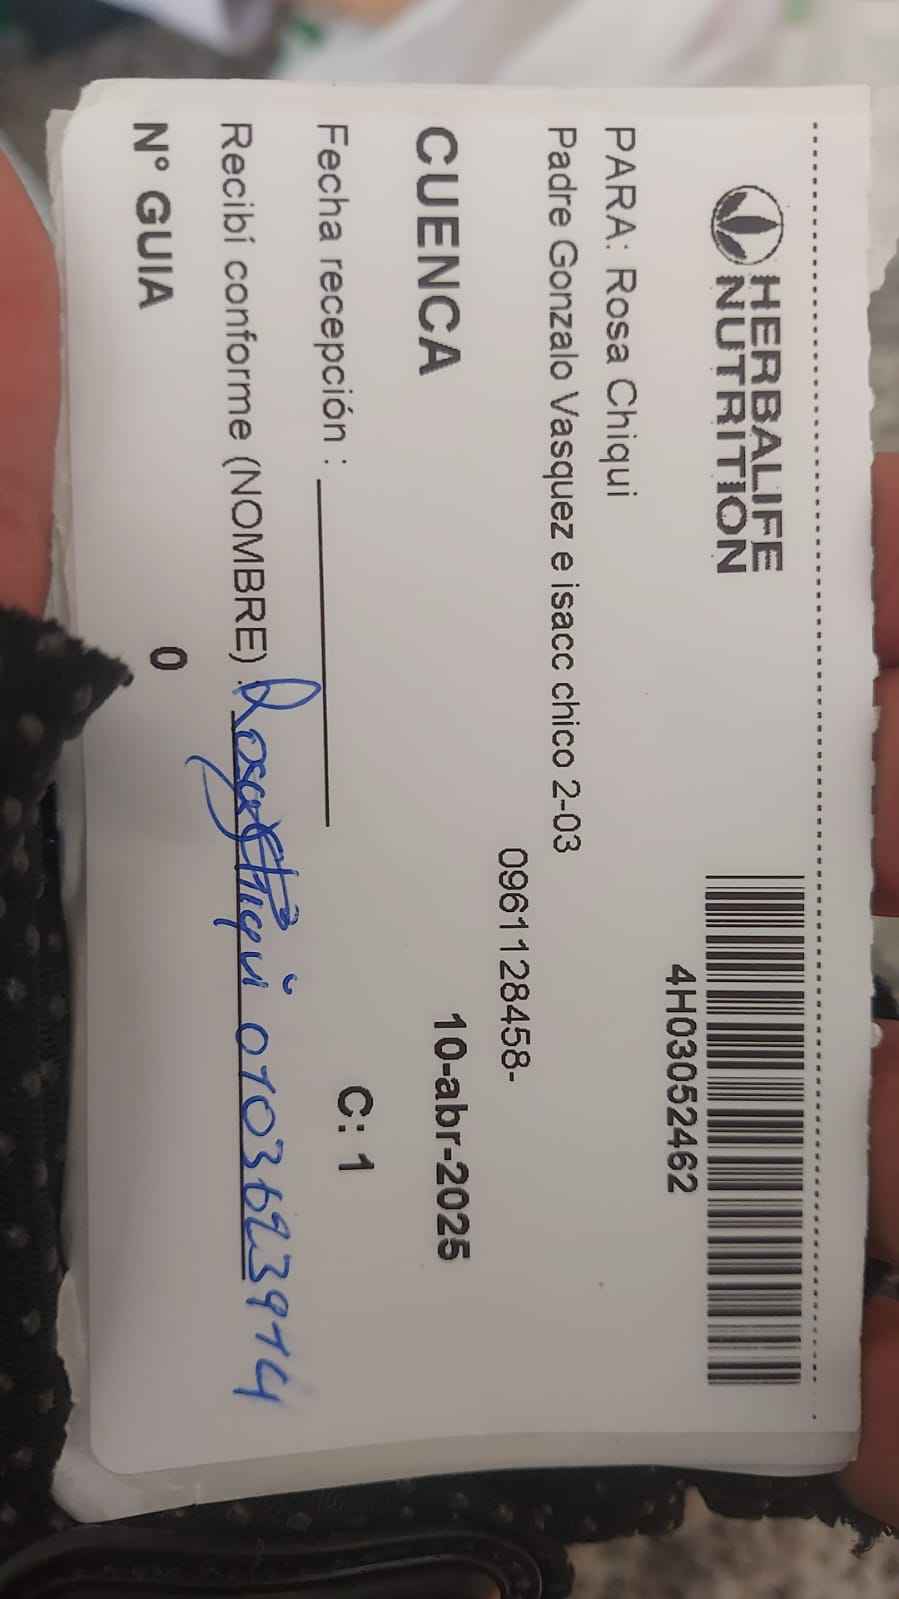 HERBALIFE
NUTRITION
4H03052462
PARA: Rosa Chiqui
Padre Gonzalo Vasquez e isacc chico 2-03
0961128458-
CUENCA
10-abr-2025
Fecha recepción :
C: 1
Recibí conforme (NOMBRE) : Rosa Chiqui 0103623914
N° GUIA 0